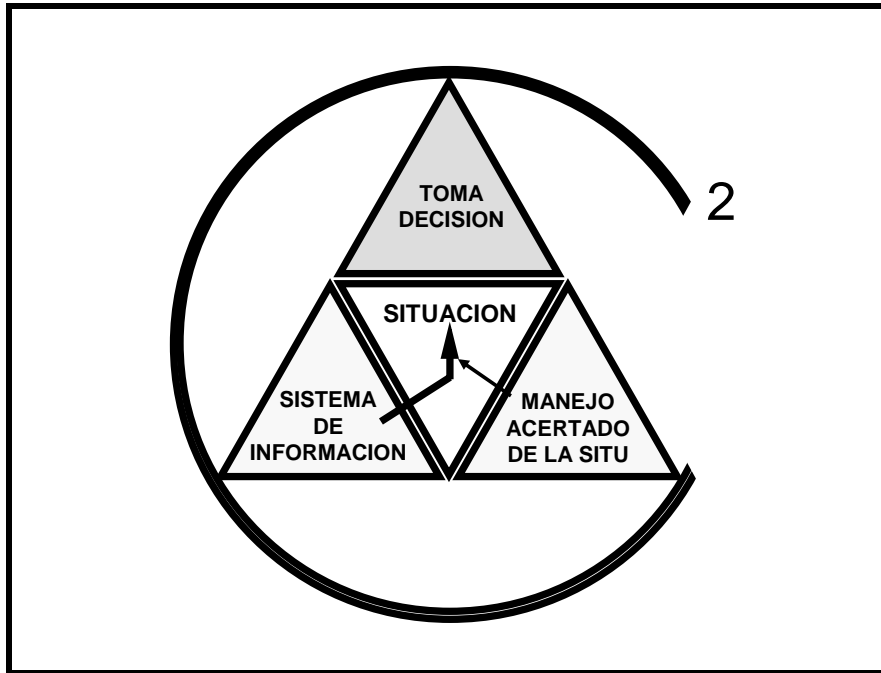 TOMA
DECISION
2
SITUACION
SISTEMA
DE
INFORMACION
MANEJO
ACERTADO
DE LA SITU